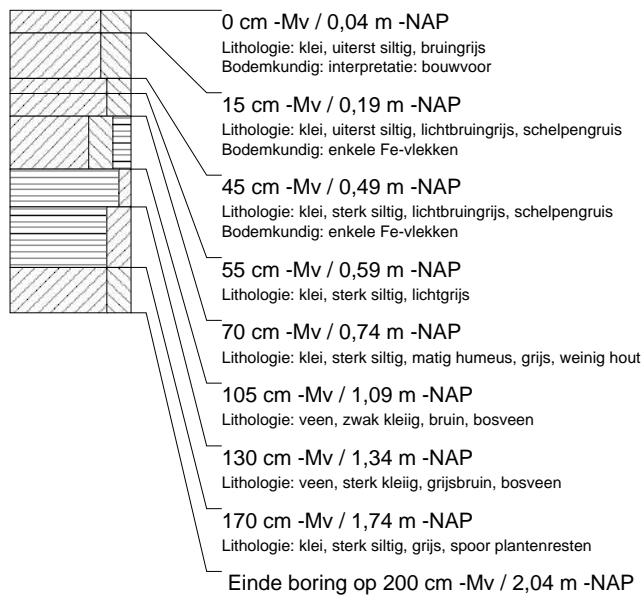 0 cm -Mv / 0,04 m -NAP
Lithologie: klei, uiterst siltig, bruingrijs
Bodemkundig: interpretatie: bouwvoor
15 cm -Mv / 0,19 m -NAP
Lithologie: klei, uiterst siltig, lichtbruingrijs, schelpengruis
Bodemkundig: enkele Fe-vlekken
45 cm -Mv / 0,49 m -NAP
Lithologie: klei, sterk siltig, lichtbruingrijs, schelpengruis
Bodemkundig: enkele Fe-vlekken
55 cm -Mv / 0,59 m -NAP
Lithologie: klei, sterk siltig, lichtgrijs
70 cm -Mv / 0,74 m -NAP
Lithologie: klei, sterk siltig, matig humeus, grijs, weinig hout
105 cm -Mv / 1,09 m -NAP
Lithologie: veen, zwak kleiig, bruin, bosveen
130 cm -Mv / 1,34 m -NAP
Lithologie: veen, sterk kleiig, grijsbruin, bosveen
170 cm -Mv / 1,74 m -NAP
Lithologie: klei, sterk siltig, grijs, spoor plantenresten
Einde boring op 200 cm -Mv / 2,04 m -NAP